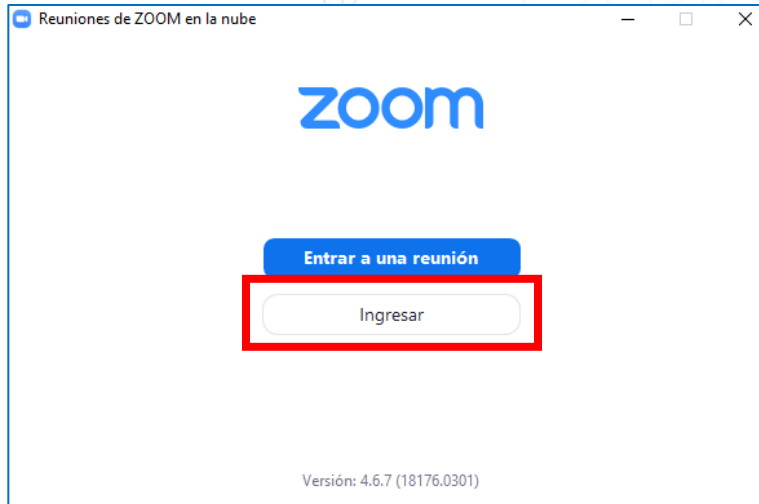 Reuniones de ZOOM en la nube
zoom
Entrar a una reunión
Ingresar
Versión: 4.6.7 (18176.0301)